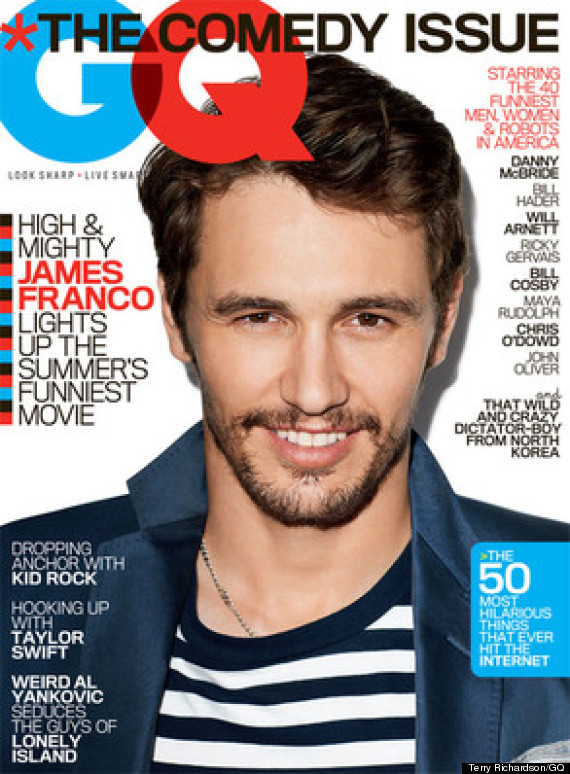 *THE COMEDY ISSUE
GQ
LOOK SHARP • LIVE SMA
STARRING
THE 40
FUNNIEST
MEN, WOMEN
& ROBOTS
IN AMERICA
DANNY
McBRIDE
BILL
HADER
WILL
ARNETT
RICKY
GERVAIS
BILL
COSBY
MAYA
RUDOLPH
CHRIS
O'DOWD
JOHN
OLIVER
and
THAT WILD
AND CRAZY
DICTATOR-BOY
FROM NORTH
KOREA
HIGH &
MIGHTY
JAMES
FRANCO
LIGHTS
UP THE
SUMMER'S
FUNNIEST
MOVIE
DROPPING
ANCHOR WITH
KID ROCK
HOOKING UP
WITH
TAYLOR
SWIFT
WEIRD AL
YANKOVIC
SEDUCES
THE GUYS OF
LONELY
ISLAND
>THE
50
MOST
HILARIOUS
THINGS
THAT EVER
HIT THE
INTERNET
Terry Richardson/GQ